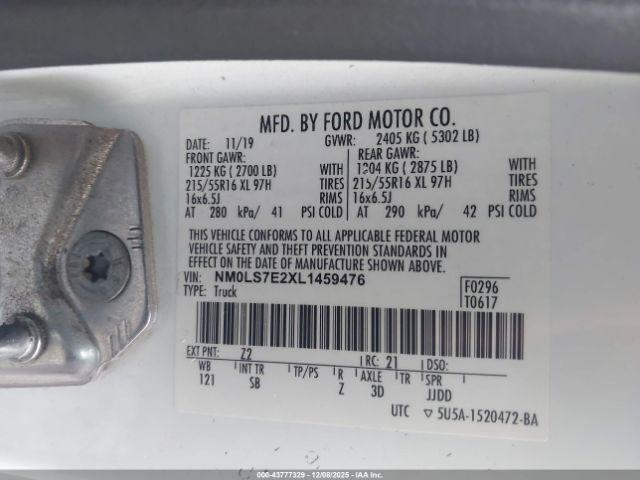 MFD. BY FORD MOTOR CO.
DATE: 11/19 GVWR: 2405 KG ( 5302 LB)
FRONT GAWR: REAR GAWR:
1225 KG ( 2700 LB) WITH 1304 KG ( 2875 LB) WITH
215/55R16 XL 97H TIRES 215/55R16 XL 97H TIRES
16x6.5J RIMS 16x6.5J RIMS
AT 280 kPa/ 41 PSI COLD AT 290 kPa/ 42 PSI COLD
THIS VEHICLE CONFORMS TO ALL APPLICABLE FEDERAL MOTOR
VEHICLE SAFETY AND THEFT PREVENTION STANDARDS IN
EFFECT ON THE DATE OF MANUFACTURE SHOWN ABOVE.
VIN: NM0LS7E2XL1459476 F0296
TYPE: Truck T0617
EXT PNT: Z2 RC: 21 DSO:
WB INT TR TP/PS R AXLE TR SPR
121 SB Z 3D JJDD
UTC ▽ 5U5A-1520472-BA
000-43777329 - 12/08/2025 - IAAI.COM